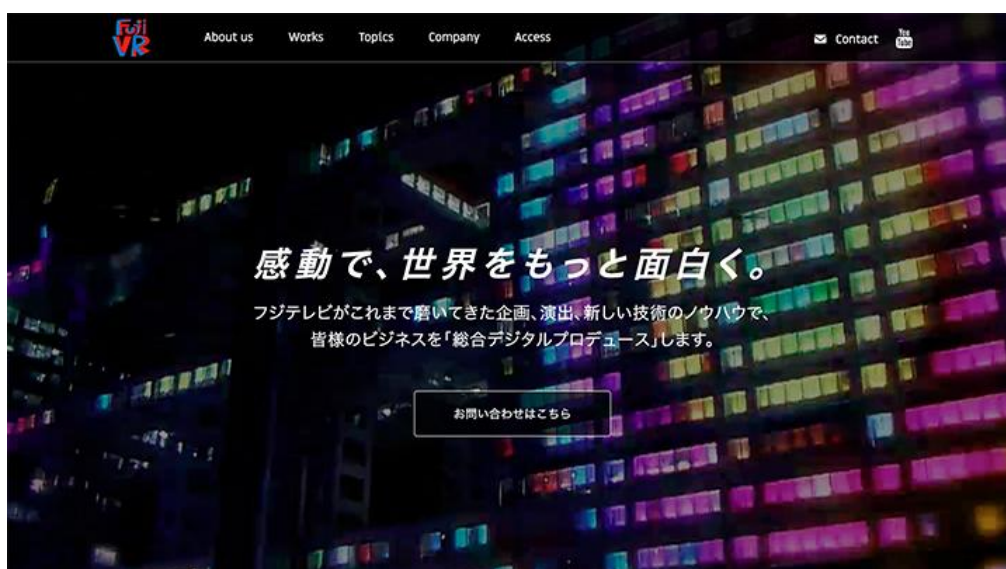 Fuji
VR
About us
Works
Topics
Company
Access
Contact
You
Tube
感動で、世界をもっと面白く。
フジテレビがこれまで磨いてきた企画、演出、新しい技術のノウハウで、
皆様のビジネスを「総合デジタルプロデュース」します。
お問い合わせはこちら